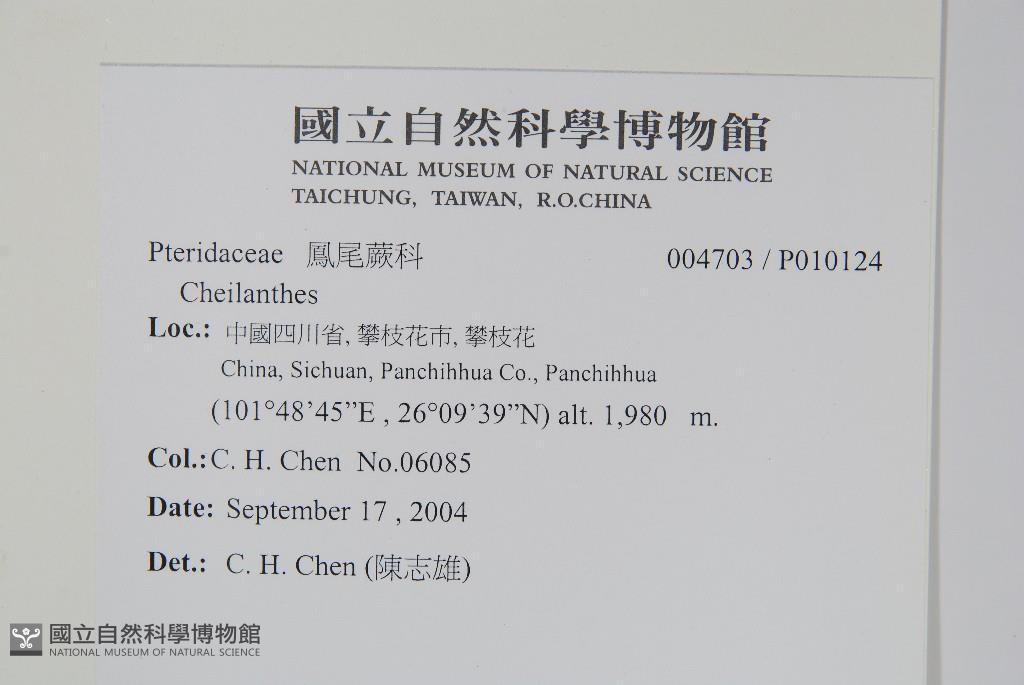 國立自然科學博物館
NATIONAL MUSEUM OF NATURAL SCIENCE
TAICHUNG, TAIWAN, R.O.CHINA
Pteridaceae 鳳尾蕨科 004703 / P010124
Cheilanthes
Loc.: 中國四川省, 攀枝花市, 攀枝花
China, Sichuan, Panchihhua Co., Panchihhua
(101°48’45”E , 26°09’39”N) alt. 1,980 m.
Col.: C. H. Chen No.06085
Date: September 17 , 2004
Det.: C. H. Chen (陳志雄)
國立自然科學博物館
NATIONAL MUSEUM OF NATURAL SCIENCE